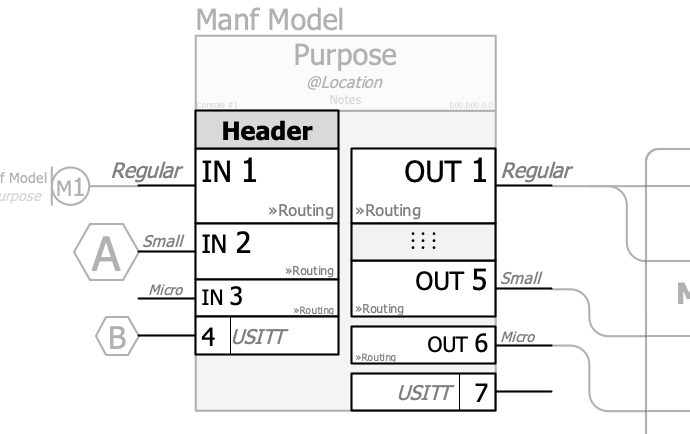 Manf Model
Purpose
@Location
Notes
Console #1
000.000.0.0
Header
f Model
urpose
M1
Regular
IN 1
»Routing
OUT 1
»Routing
Regular
A
Small
IN 2
»Routing
Micro
IN 3
»Routing
OUT 5
»Routing
Small
M
B
4 USITT
OUT 6
»Routing
Micro
USITT 7